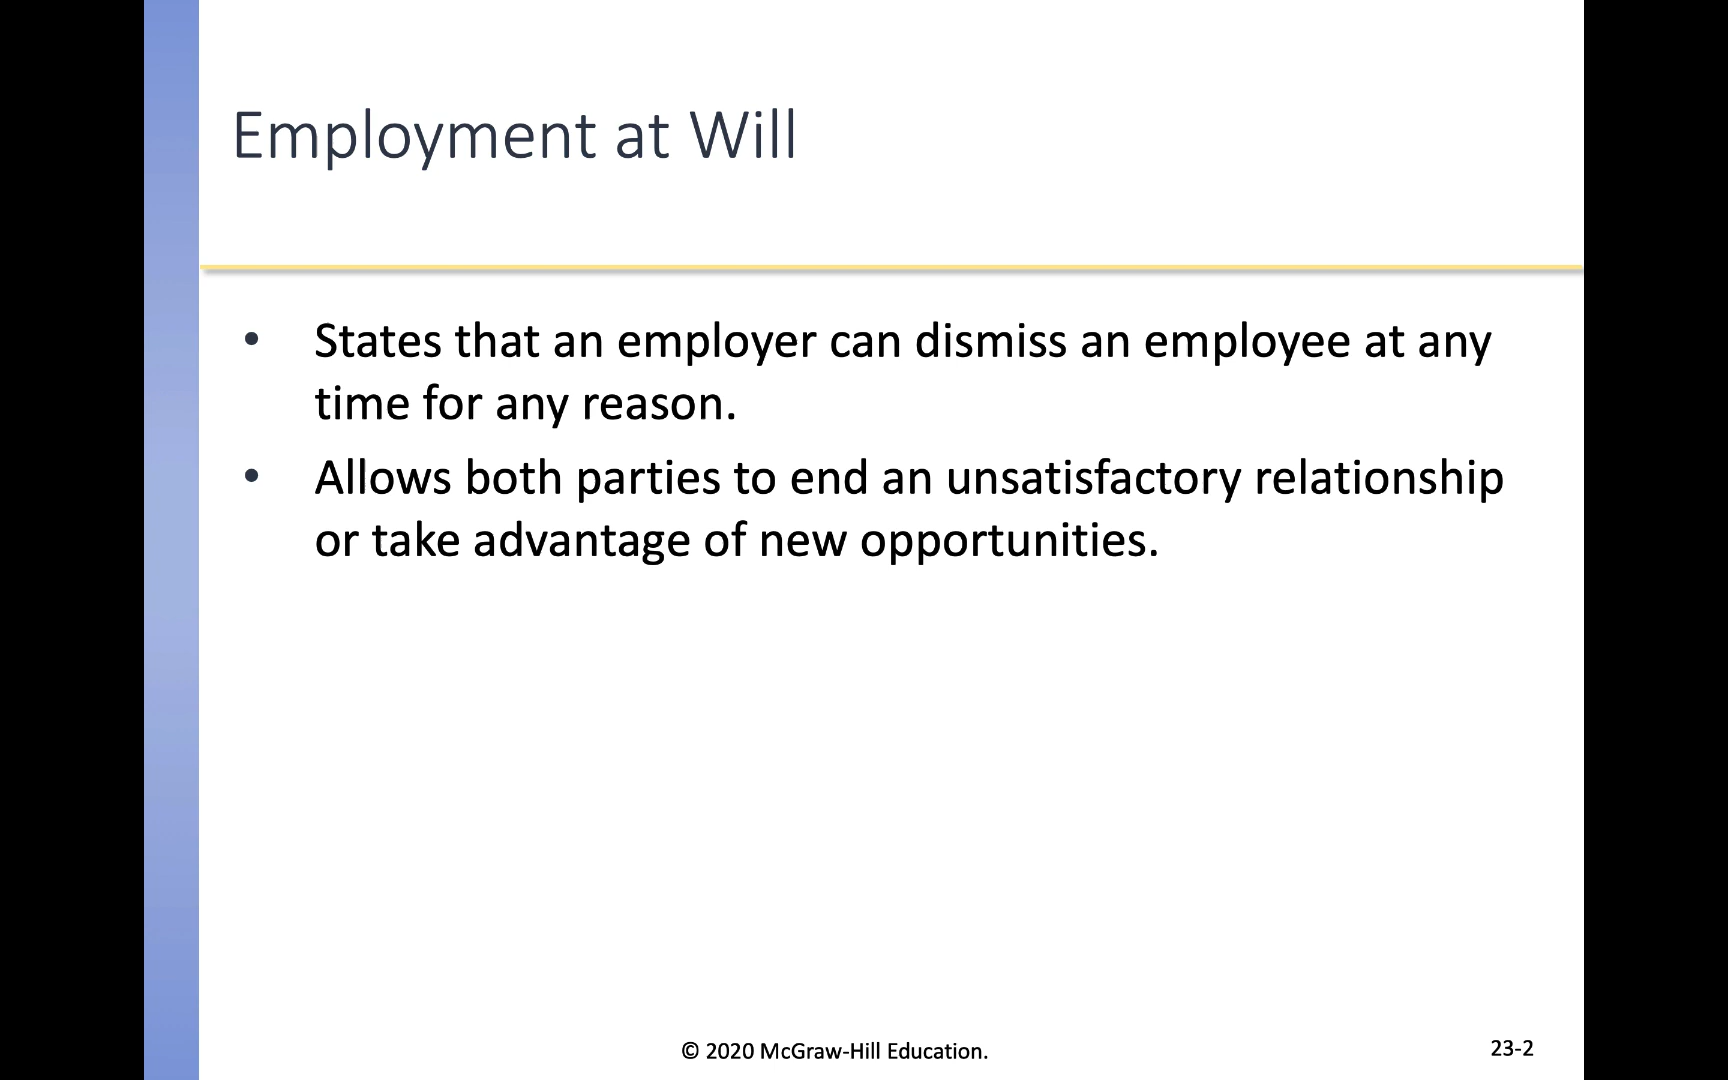 Employment at Will
• States that an employer can dismiss an employee at any
time for any reason.
• Allows both parties to end an unsatisfactory relationship
or take advantage of new opportunities.
© 2020 McGraw-Hill Education.
23-2